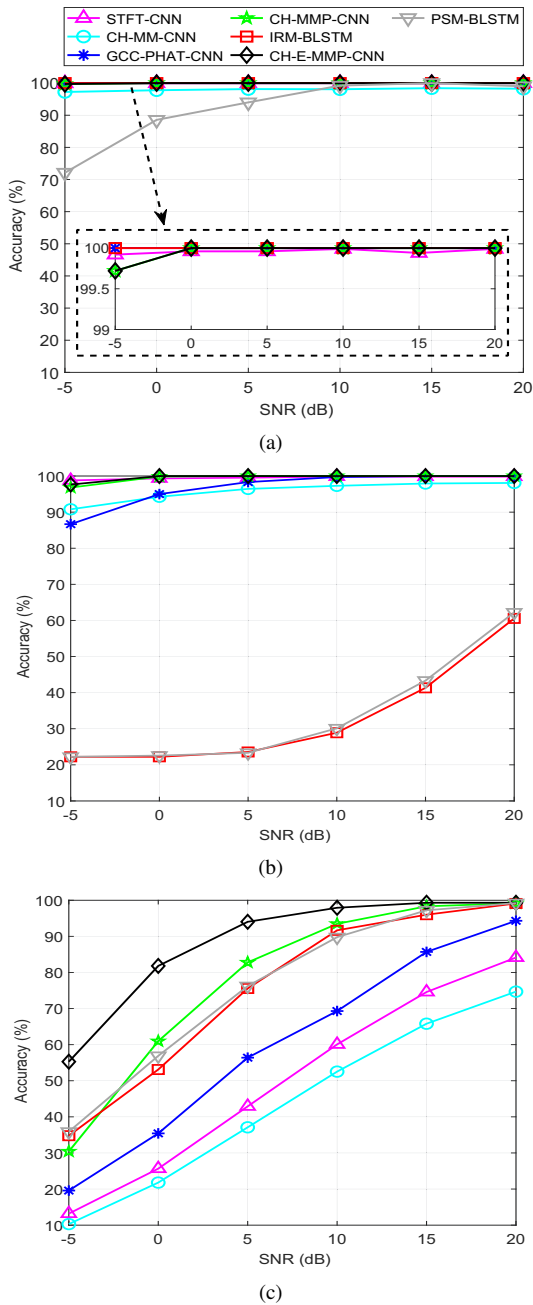 STFT-CNN CH-MMP-CNN PSM-BLSTM
CH-MM-CNN IRM-BLSTM
GCC-PHAT-CNN CH-E-MMP-CNN
100
90
80
70
60
50
40
30
20
10
Accuracy (%)
100
99.5
99
-5 0 5 10 15 20
-5 0 5 10 15 20
SNR (dB)
(a)
100
90
80
70
60
50
40
30
20
10
Accuracy (%)
-5 0 5 10 15 20
SNR (dB)
(b)
100
90
80
70
60
50
40
30
20
10
Accuracy (%)
-5 0 5 10 15 20
SNR (dB)
(c)